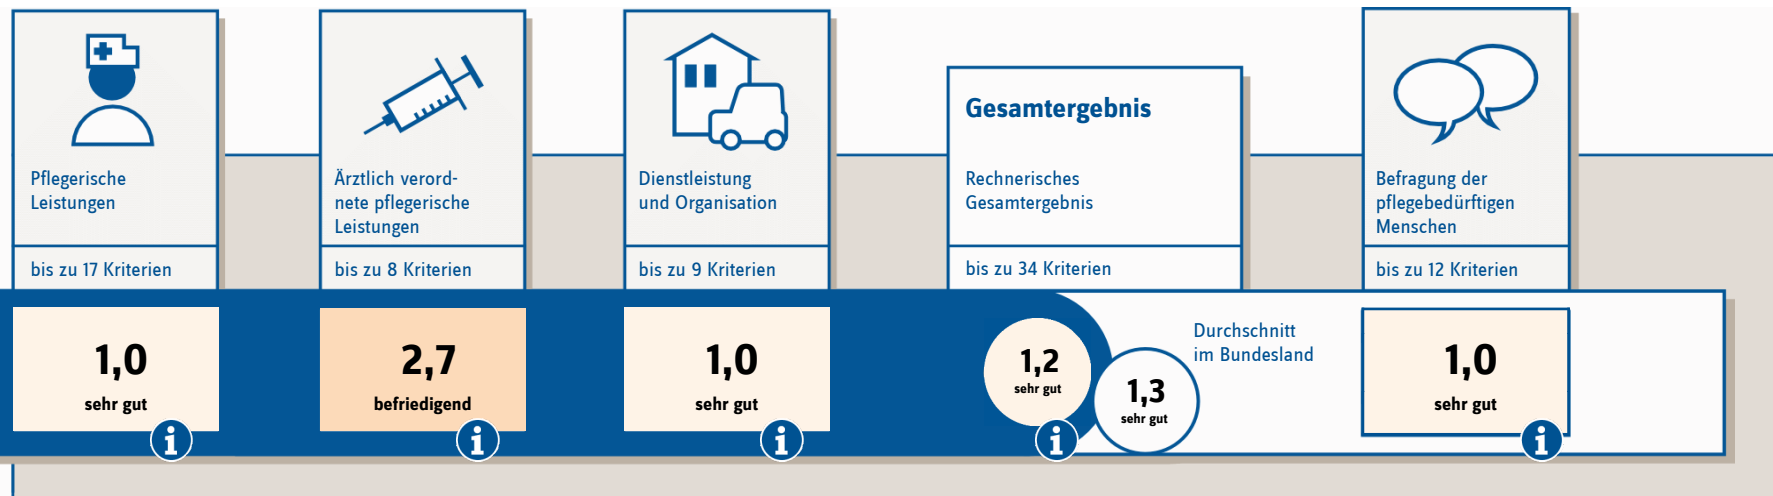 Pflegerische
Leistungen
bis zu 17 Kriterien
1,0
sehr gut
i
Ärztlich verord-
nete pflegerische
Leistungen
bis zu 8 Kriterien
2,7
befriedigend
i
Dienstleistung
und Organisation
bis zu 9 Kriterien
1,0
sehr gut
i
Gesamtergebnis
Rechnerisches
Gesamtergebnis
bis zu 34 Kriterien
1,2
sehr gut
i
1,3
sehr gut
Durchschnitt
im Bundesland
Befragung der
pflegebedürftigen
Menschen
bis zu 12 Kriterien
1,0
sehr gut
i